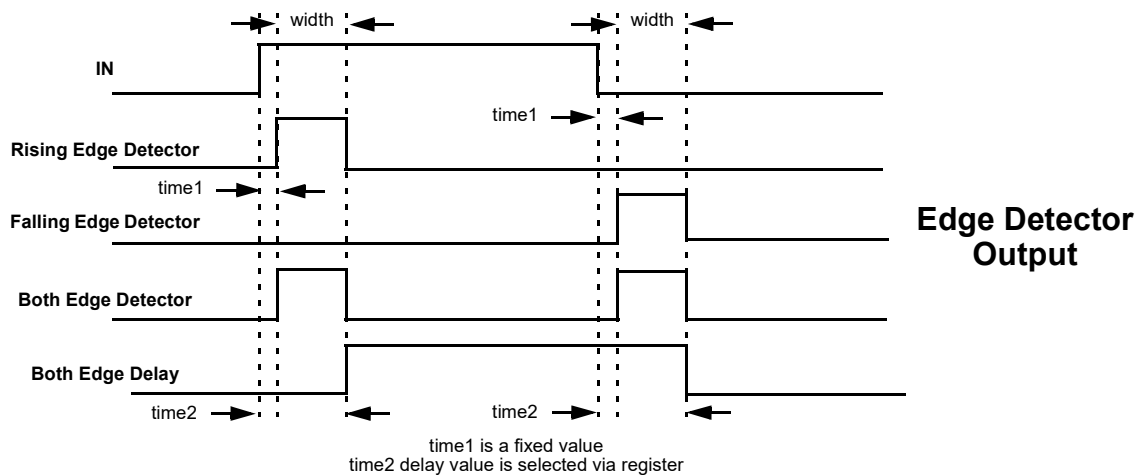 width
width
IN
time1
Rising Edge Detector
time1
Falling Edge Detector
Edge Detector
Output
Both Edge Detector
Both Edge Delay
time2
time2
time1 is a fixed value
time2 delay value is selected via register